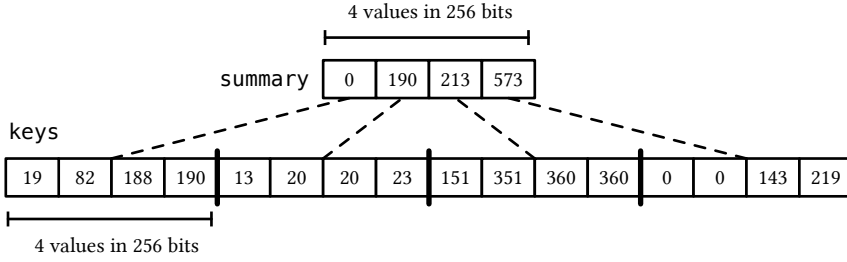 4 values in 256 bits
summary 0 190 213 573
keys
19 82 188 190 13 20 20 23 151 351 360 360 0 0 143 219
4 values in 256 bits